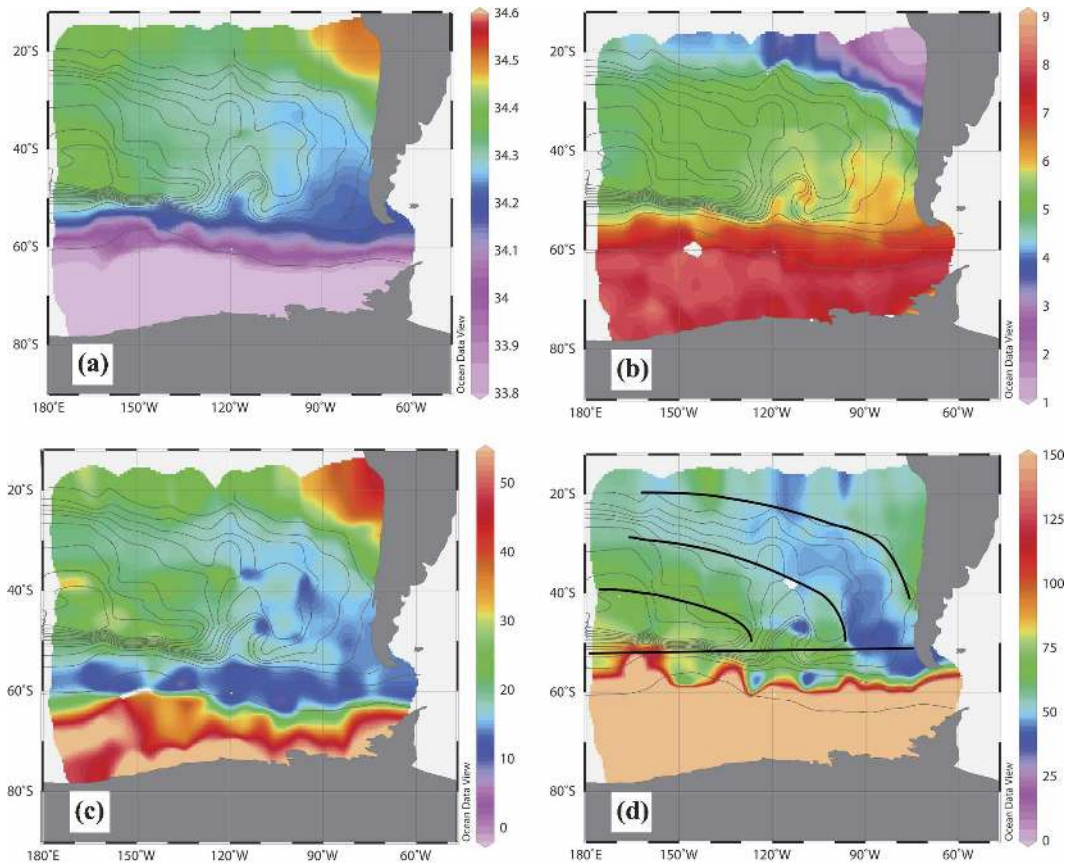 34.6
34.5
34.4
34.3
34.2
34.1
34
33.9
33.8
20°S
40°S
60°S
80°S
180°E 150°W 120°W 90°W 60°W
(a)
Ocean Data View
9
8
7
6
5
4
3
2
1
20°S
40°S
60°S
80°S
180°E 150°W 120°W 90°W 60°W
(b)
Ocean Data View
50
40
30
20
10
0
20°S
40°S
60°S
80°S
180°E 150°W 120°W 90°W 60°W
(c)
Ocean Data View
150
125
100
75
50
25
0
20°S
40°S
60°S
80°S
180°E 150°W 120°W 90°W 60°W
(d)
Ocean Data View